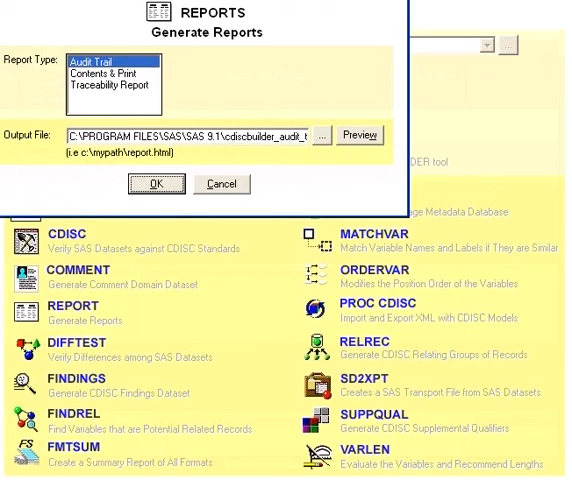 REPORTS
Generate Reports
Report Type:
Audit Trail
Contents & Print
Traceability Report
Output File:
C:\PROGRAM FILES\SAS\SAS 9.1\cdiscbuilder_audit_t
...
Preview
(i.e c:\mypath\report.html)
OK
Cancel
...
DER tool
age Metadata Database
CDISC
Verify SAS Datasets against CDISC Standards
MATCHVAR
Match Variable Names and Labels if They are Similar
COMMENT
Generate Comment Domain Dataset
ORDERVAR
Modifies the Position Order of the Variables
REPORT
Generate Reports
PROC CDISC
Import and Export XML with CDISC Models
DIFFTEST
Verify Differences among SAS Datasets
RELREC
Generate CDISC Relating Groups of Records
FINDINGS
Generate CDISC Findings Dataset
SD2XPT
Creates a SAS Transport File from SAS Datasets
FINDREL
Find Variables that are Potential Related Records
SUPPQUAL
Generate CDISC Supplemental Qualifiers
FS
FMTSUM
Create a Summary Report of All Formats
VARLEN
Evaluate the Variables and Recommend Lengths